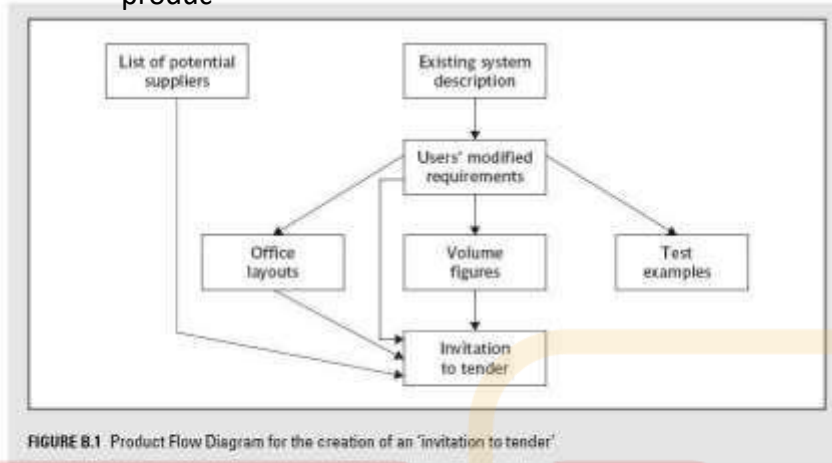 produc
List of potential
suppliers
Existing system
description
Users' modified
requirements
Office
layouts
Volume
figures
Test
examples
Invitation
to tender
FIGURE 8.1 Product Flow Diagram for the creation of an 'invitation to tender'